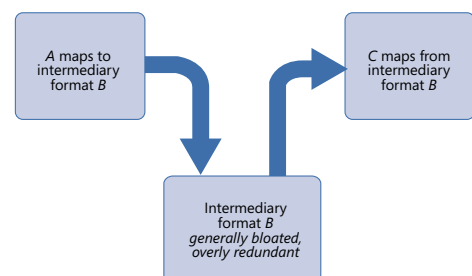 A maps to
intermediary
format B
C maps from
intermediary
format B
Intermediary
format B
generally bloated,
overly redundant